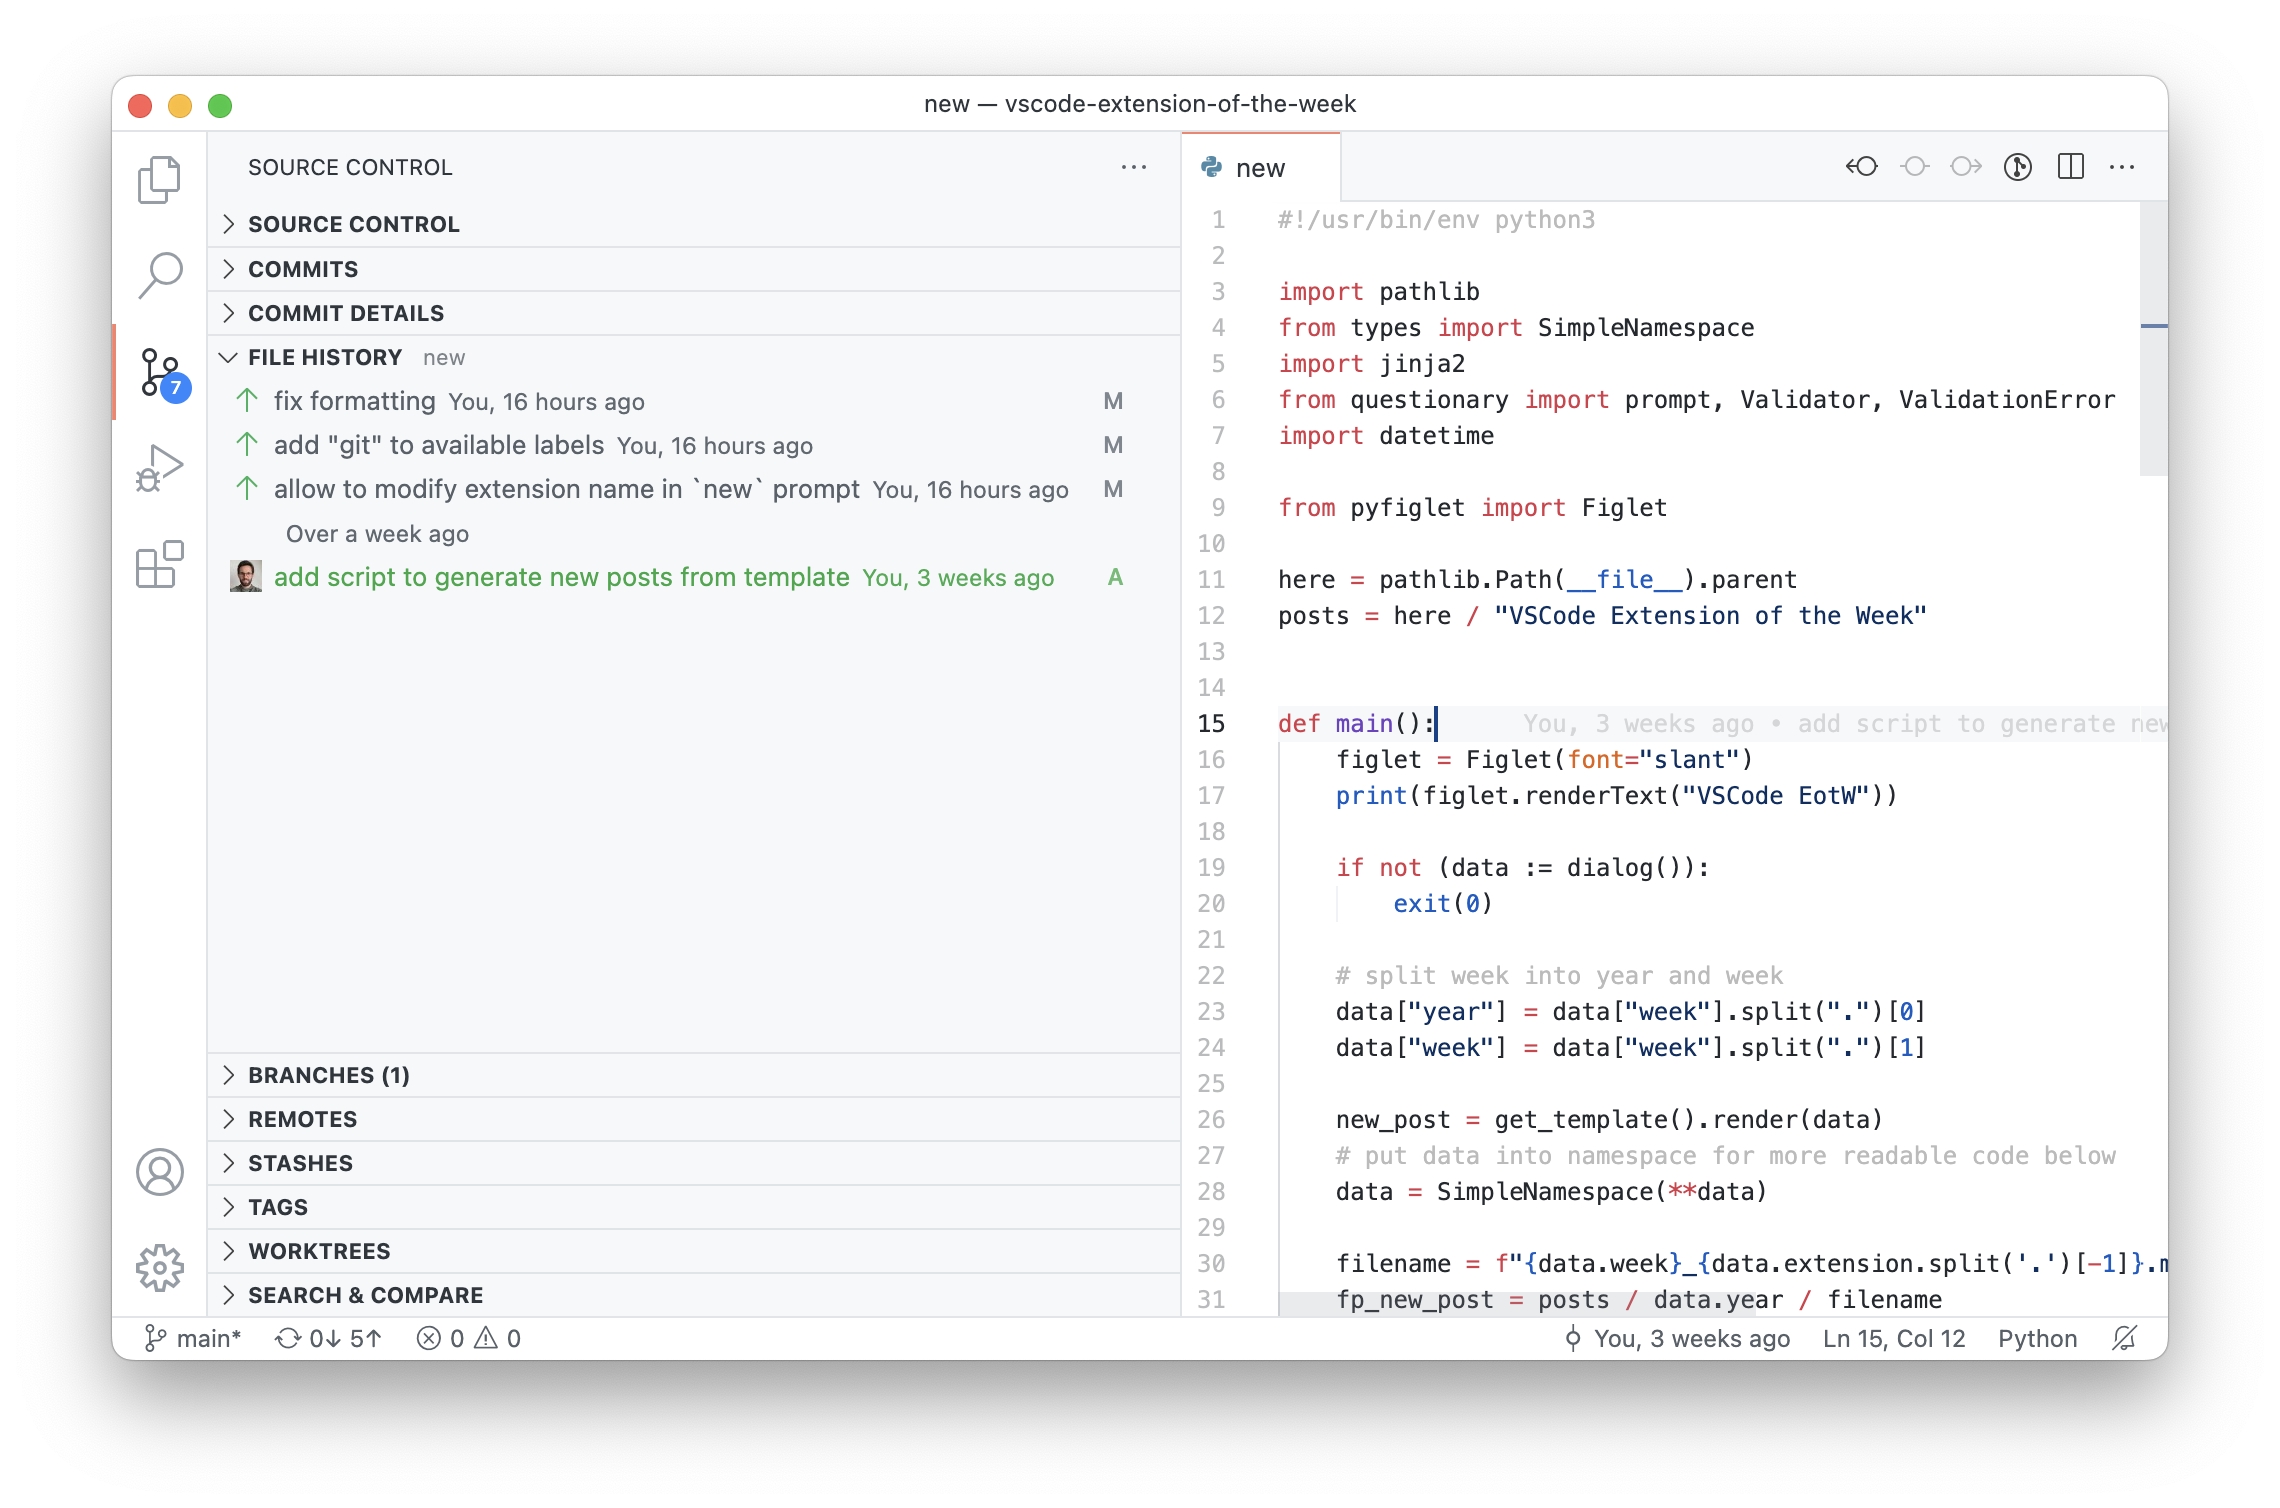 new — vscode-extension-of-the-week
SOURCE CONTROL
SOURCE CONTROL
COMMITS
COMMIT DETAILS
FILE HISTORY new
fix formatting You, 16 hours ago M
add "git" to available labels You, 16 hours ago M
allow to modify extension name in `new` prompt You, 16 hours ago M
Over a week ago
add script to generate new posts from template You, 3 weeks ago A
BRANCHES (1)
REMOTES
STASHES
TAGS
WORKTREES
SEARCH & COMPARE
7
new
1 #!/usr/bin/env python3
2
3 import pathlib
4 from types import SimpleNamespace
5 import jinja2
6 from questionary import prompt, Validator, ValidationError
7 import datetime
8
9 from pyfiglet import Figlet
10
11 here = pathlib.Path(__file__).parent
12 posts = here / "VSCode Extension of the Week"
13
14
15 def main(): You, 3 weeks ago • add script to generate new
16     figlet = Figlet(font="slant")
17     print(figlet.renderText("VSCode EotW"))
18
19     if not (data := dialog()):
20         exit(0)
21
22     # split week into year and week
23     data["year"] = data["week"].split(".")[0]
24     data["week"] = data["week"].split(".")[1]
25
26     new_post = get_template().render(data)
27     # put data into namespace for more readable code below
28     data = SimpleNamespace(**data)
29
30     filename = f"{data.week}_{data.extension.split('.')[-1]}.m
31     fp_new_post = posts / data.year / filename
main* 0↓ 5↑ 0 0 You, 3 weeks ago Ln 15, Col 12 Python